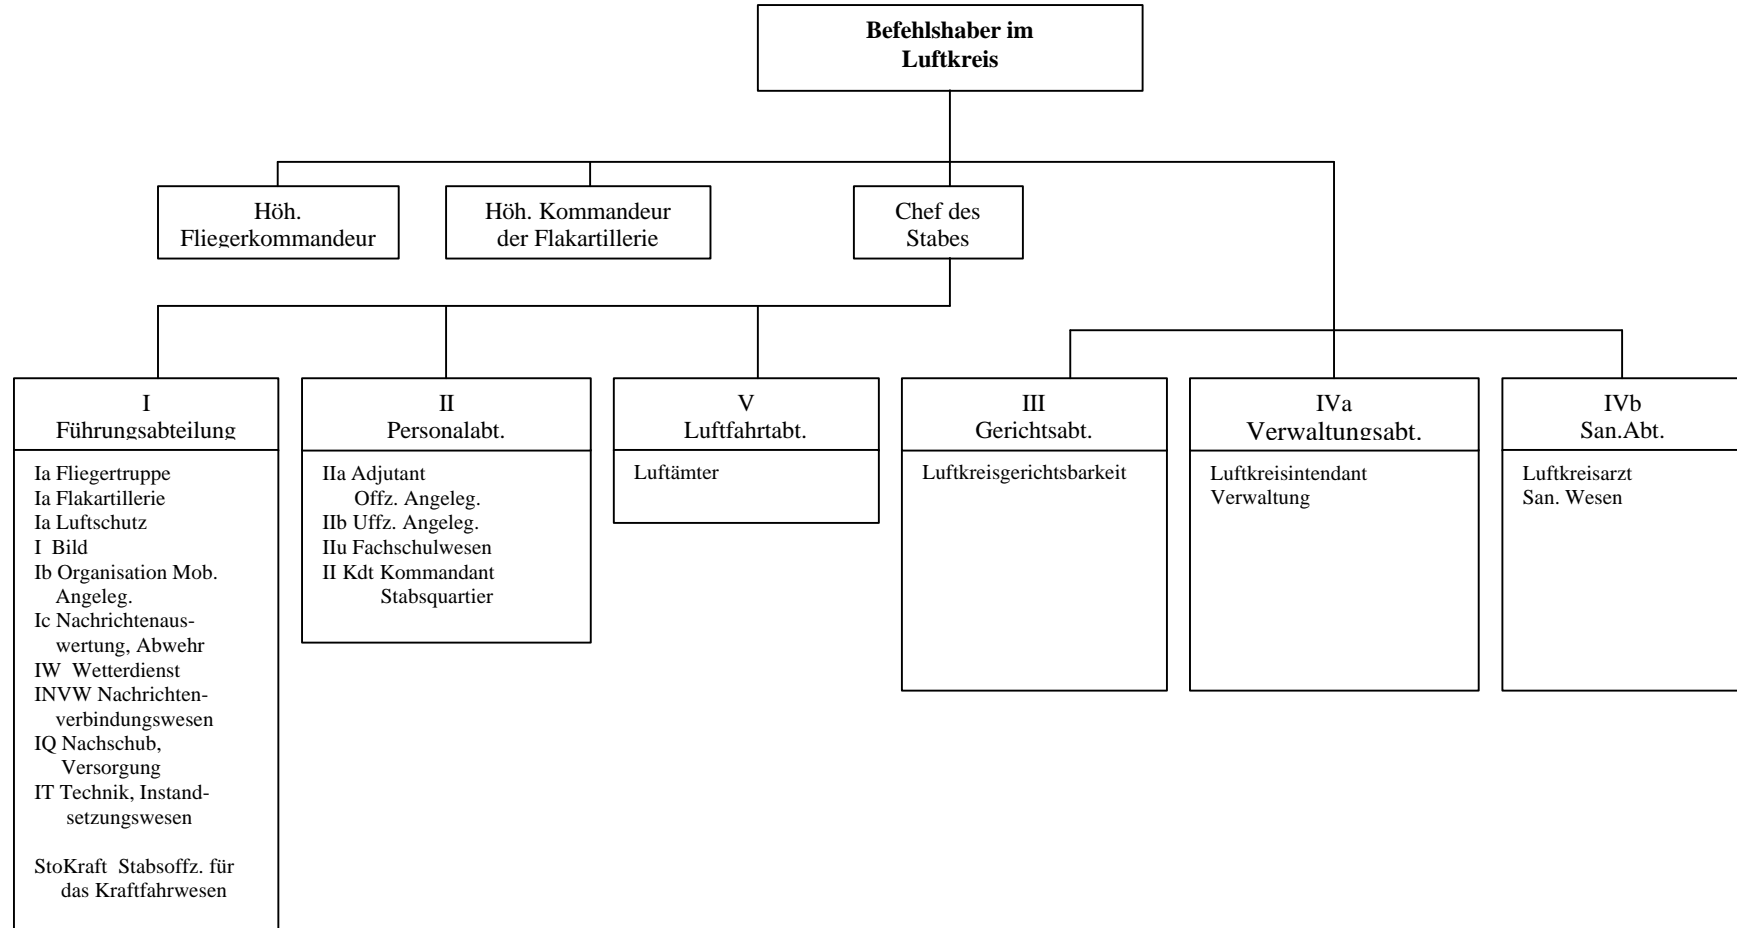 Befehlshaber im
Luftkreis
Höh.
Fliegerkommandeur
Höh. Kommandeur
der Flakartillerie
Chef des
Stabes
I
Führungsabteilung
Ia Fliegertruppe
Ia Flakartillerie
Ia Luftschutz
I Bild
Ib Organisation Mob.
Angeleg.
Ic Nachrichtenaus-
wertung, Abwehr
IW Wetterdienst
INVW Nachrichten-
verbindungswesen
IQ Nachschub,
Versorgung
IT Technik, Instand-
setzungswesen
StoKraft Stabsoffz. für
das Kraftfahrwesen
II
Personalabt.
IIa Adjutant
Offz. Angeleg.
IIb Uffz. Angeleg.
IIu Fachschulwesen
II Kdt Kommandant
Stabsquartier
V
Luftfahrtabt.
Luftämter
III
Gerichtsabt.
Luftkreisgerichtsbarkeit
IVa
Verwaltungsabt.
Luftkreisintendant
Verwaltung
IVb
San.Abt.
Luftkreisarzt
San. Wesen